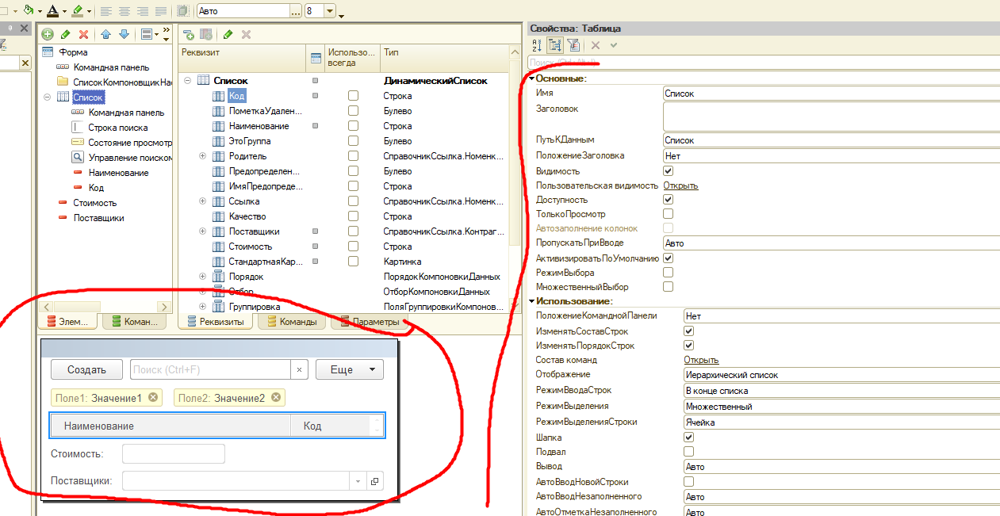 Авто
...
8
Форма
Командная панель
СписокКомпоновщикНас
Список
Командная панель
Строка поиска
Состояние просмотр
Управление поиском
Наименование
Код
Стоимость
Поставщики
Элем...
Коман...
Реквизит
Использо...
всегда
Тип
Список ДинамическийСписок
Код Строка
ПометкаУдален... Булево
Наименование Строка
ЭтоГруппа Булево
Родитель СправочникСсылка.Номенк...
Предопределен... Булево
ИмяПредопреде... Строка
Ссылка СправочникСсылка.Номенк...
Качество Строка
Поставщики СправочникСсылка.Контраг...
Стоимость Строка
СтандартнаяКар... Картинка
Порядок ПорядокКомпоновкиДанных
Отбор ОтборКомпоновкиДанных
Группировка ПоляГруппировкиКомпонов...
Реквизиты
Команды
Параметры
Создать
Поиск (Ctrl+F)
×
Еще
Поле1: Значение1
Поле2: Значение2
Наименование Код
Стоимость:
Поставщики:
Свойства: Таблица
Основные:
Имя Список
Заголовок
ПутьКДанным Список
ПоложениеЗаголовка Нет
Видимость
Пользовательская видимость Открыть
Доступность
ТолькоПросмотр
Автозаполнение колонок
ПропускатьПриВводе Авто
АктивизироватьПоУмолчанию
РежимВыбора
МножественныйВыбор
Использование:
ПоложениеКоманднойПанели Нет
ИзменятьСоставСтрок
ИзменятьПорядокСтрок
Состав команд Открыть
Отображение Иерархический список
РежимВводаСтрок В конце списка
РежимВыделения Множественный
РежимВыделенияСтроки Ячейка
Шапка
Подвал
Вывод Авто
АвтоВводНовойСтроки
АвтоВводНезаполненного Авто
АвтоОтметкаНезаполненного Авто